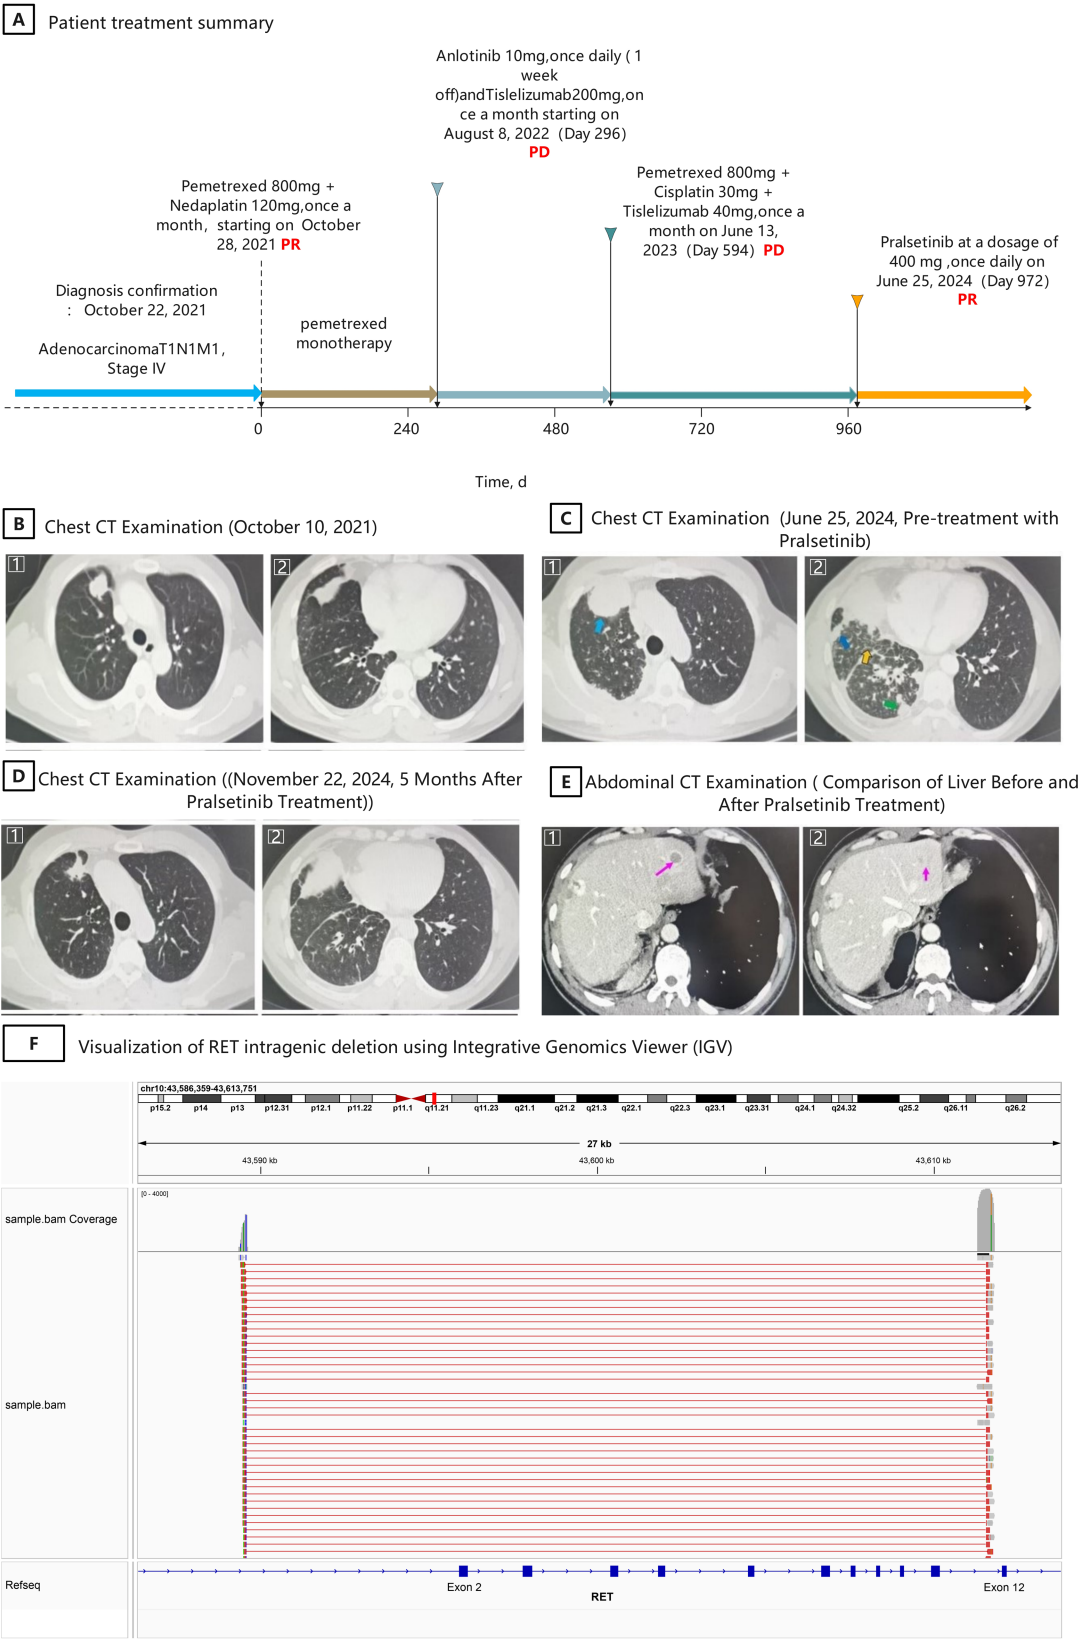 A Patient treatment summary
Anlotinib 10mg,once daily ( 1
week
off)andTislelizumab200mg,on
ce a month starting on
August 8, 2022 (Day 296)
PD
Pemetrexed 800mg +
Nedaplatin 120mg,once a
month, starting on October
28, 2021 PR
Pemetrexed 800mg +
Cisplatin 30mg +
Tislelizumab 40mg,once a
month on June 13,
2023 (Day 594) PD
Pralsetinib at a dosage of
400 mg ,once daily on
June 25, 2024 (Day 972)
PR
Diagnosis confirmation
: October 22, 2021
AdenocarcinomaT1N1M1,
Stage IV
pemetrexed
monotherapy
0 240 480 720 960
Time, d
B Chest CT Examination (October 10, 2021)
1 2
C Chest CT Examination (June 25, 2024, Pre-treatment with
Pralsetinib)
1 2
D Chest CT Examination ((November 22, 2024, 5 Months After
Pralsetinib Treatment))
1 2
E Abdominal CT Examination ( Comparison of Liver Before and
After Pralsetinib Treatment)
1 2
F Visualization of RET intragenic deletion using Integrative Genomics Viewer (IGV)
chr10:43,586,359-43,613,751
p15.2 p14 p13 p12.31 p12.1 p11.22 p11.1 q11.21 q11.23 q21.1 q21.2 q21.3 q22.1 q22.3 q23.1 q23.31 q24.1 q24.32 q25.2 q26.11 q26.2
27 kb
43,590 kb 43,600 kb 43,610 kb
[0 - 4000]
sample.bam Coverage
sample.bam
Refseq
Exon 2 Exon 12
RET